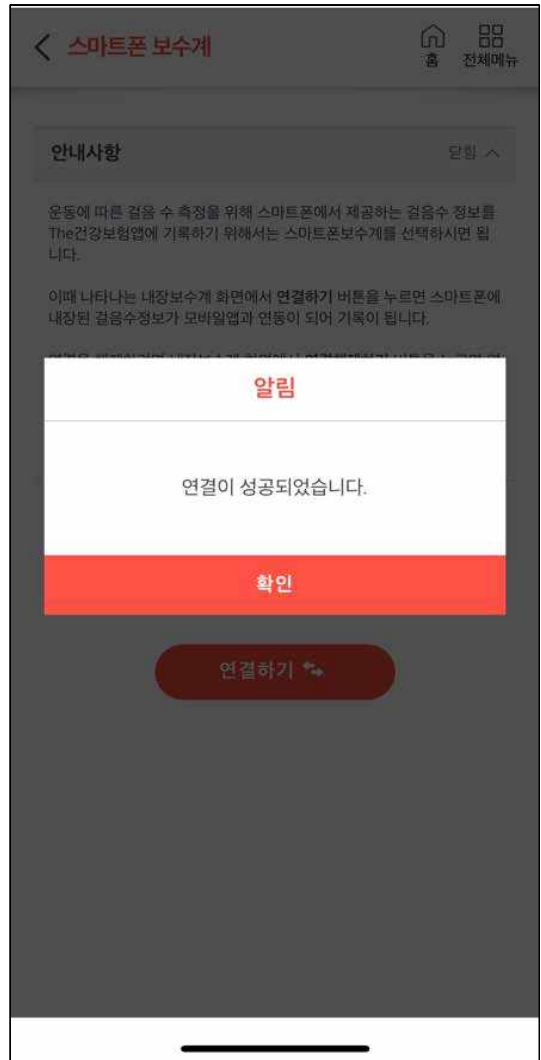 스마트폰 보수계
홈
전체메뉴
안내사항
닫힘
운동에 따른 걸음 수 측정을 위해 스마트폰에서 제공하는 걸음수 정보를
The건강보험앱에 기록하기 위해서는 스마트폰보수계를 선택하시면 됩
니다.
이때 나타나는 내장보수계 화면에서 연결하기 버튼을 누르면 스마트폰에
내장된 걸음수정보가 모바일앱과 연동이 되어 기록이 됩니다.
알림
연결이 성공되었습니다.
확인
연결하기